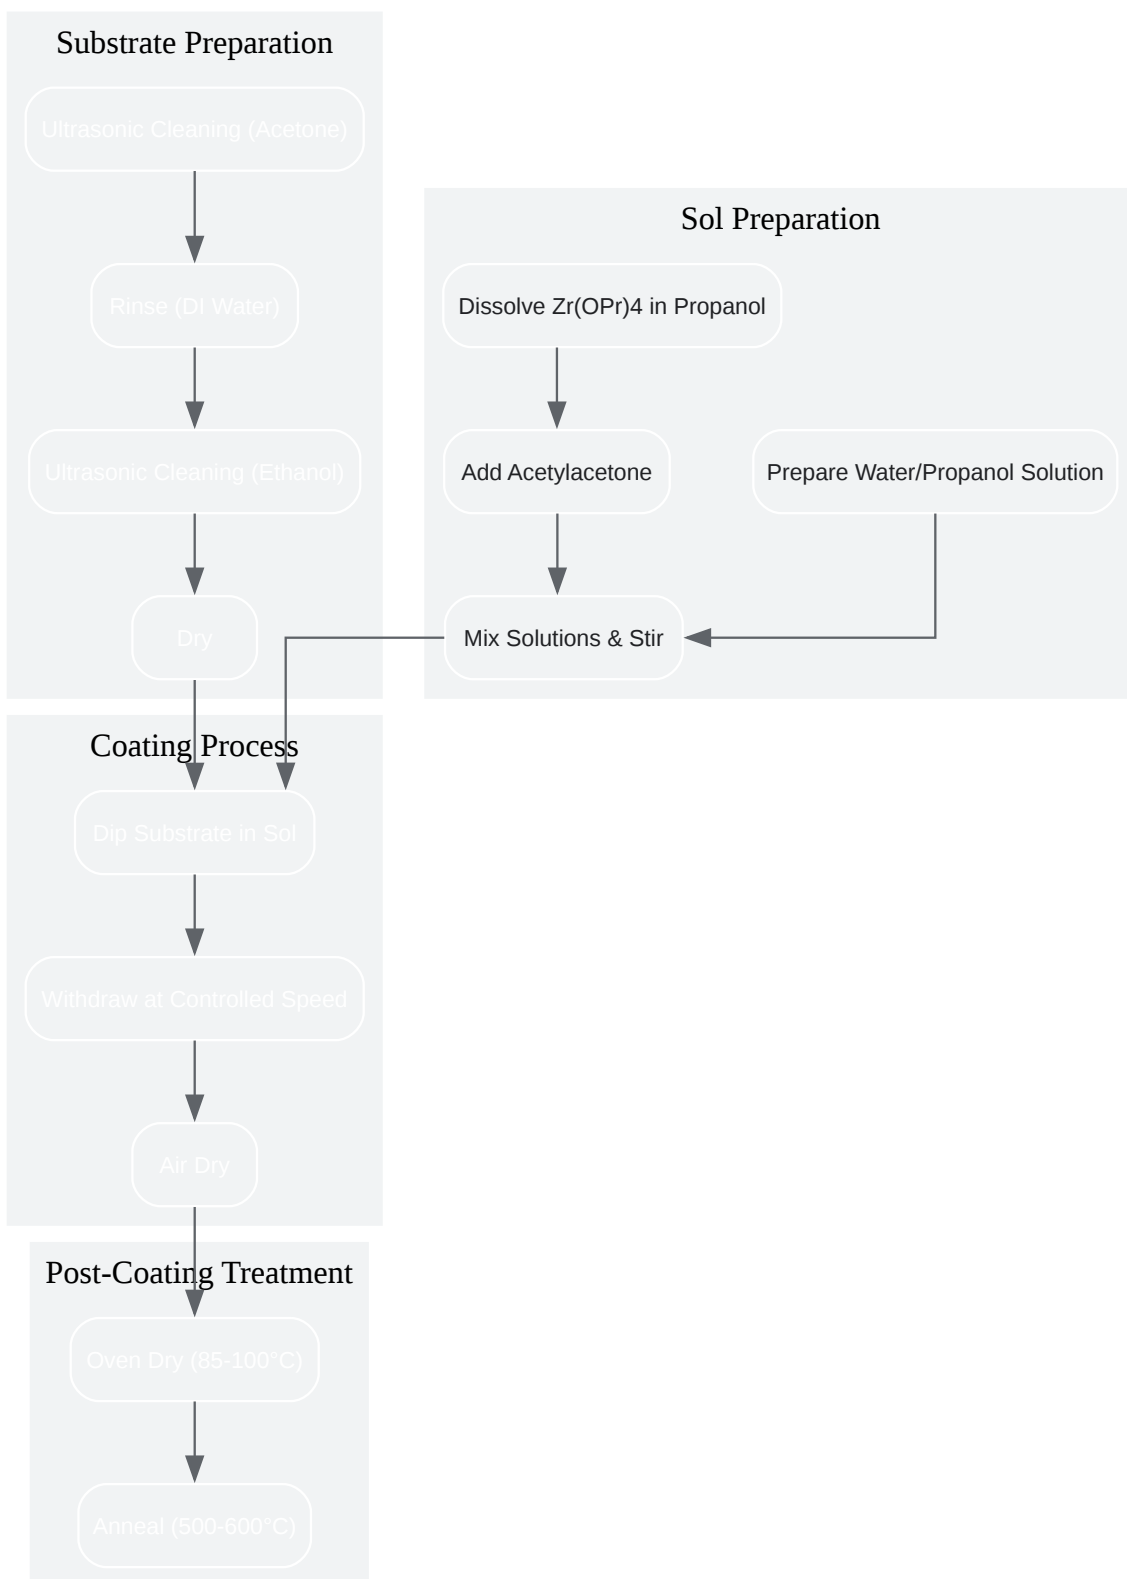 Substrate Preparation
Ultrasonic Cleaning (Acetone)
Rinse (DI Water)
Ultrasonic Cleaning (Ethanol)
Dry
Sol Preparation
Dissolve Zr(OPr)4 in Propanol
Add Acetylacetone
Prepare Water/Propanol Solution
Mix Solutions & Stir
Coating Process
Dip Substrate in Sol
Withdraw at Controlled Speed
Air Dry
Post-Coating Treatment
Oven Dry (85-100°C)
Anneal (500-600°C)